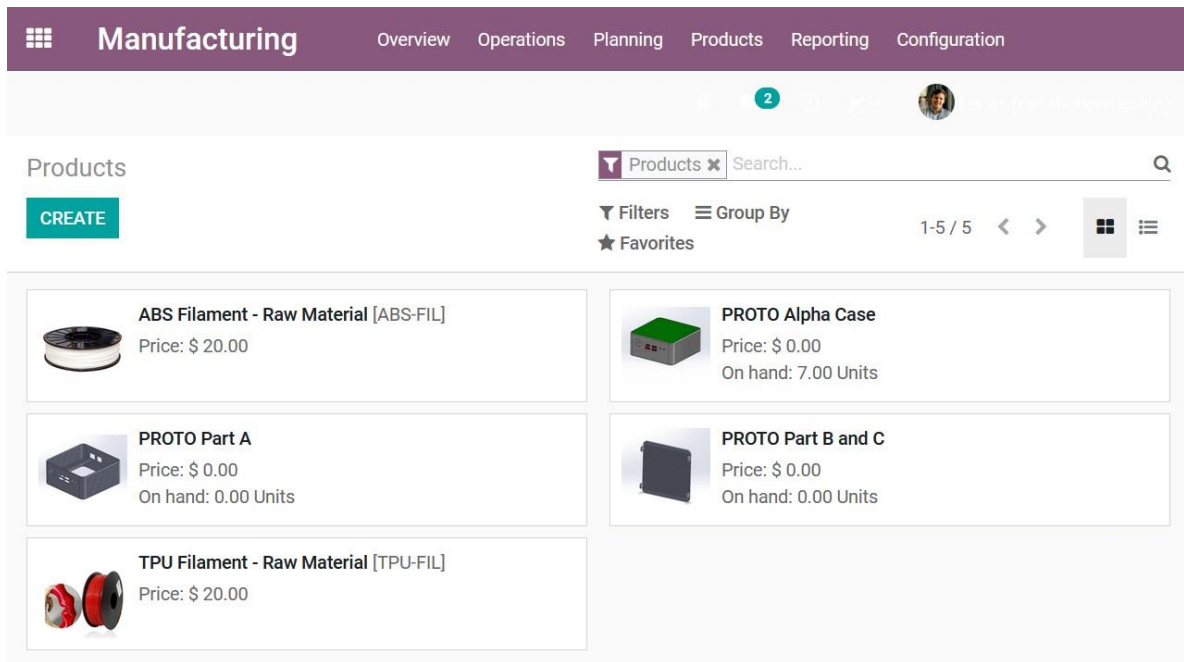 Manufacturing Overview Operations Planning Products Reporting Configuration
2
Products
Products ✖ Search...
CREATE
Filters Group By
Favorites
1-5 / 5
ABS Filament - Raw Material [ABS-FIL]
Price: $ 20.00
PROTO Alpha Case
Price: $ 0.00
On hand: 7.00 Units
PROTO Part A
Price: $ 0.00
On hand: 0.00 Units
PROTO Part B and C
Price: $ 0.00
On hand: 0.00 Units
TPU Filament - Raw Material [TPU-FIL]
Price: $ 20.00